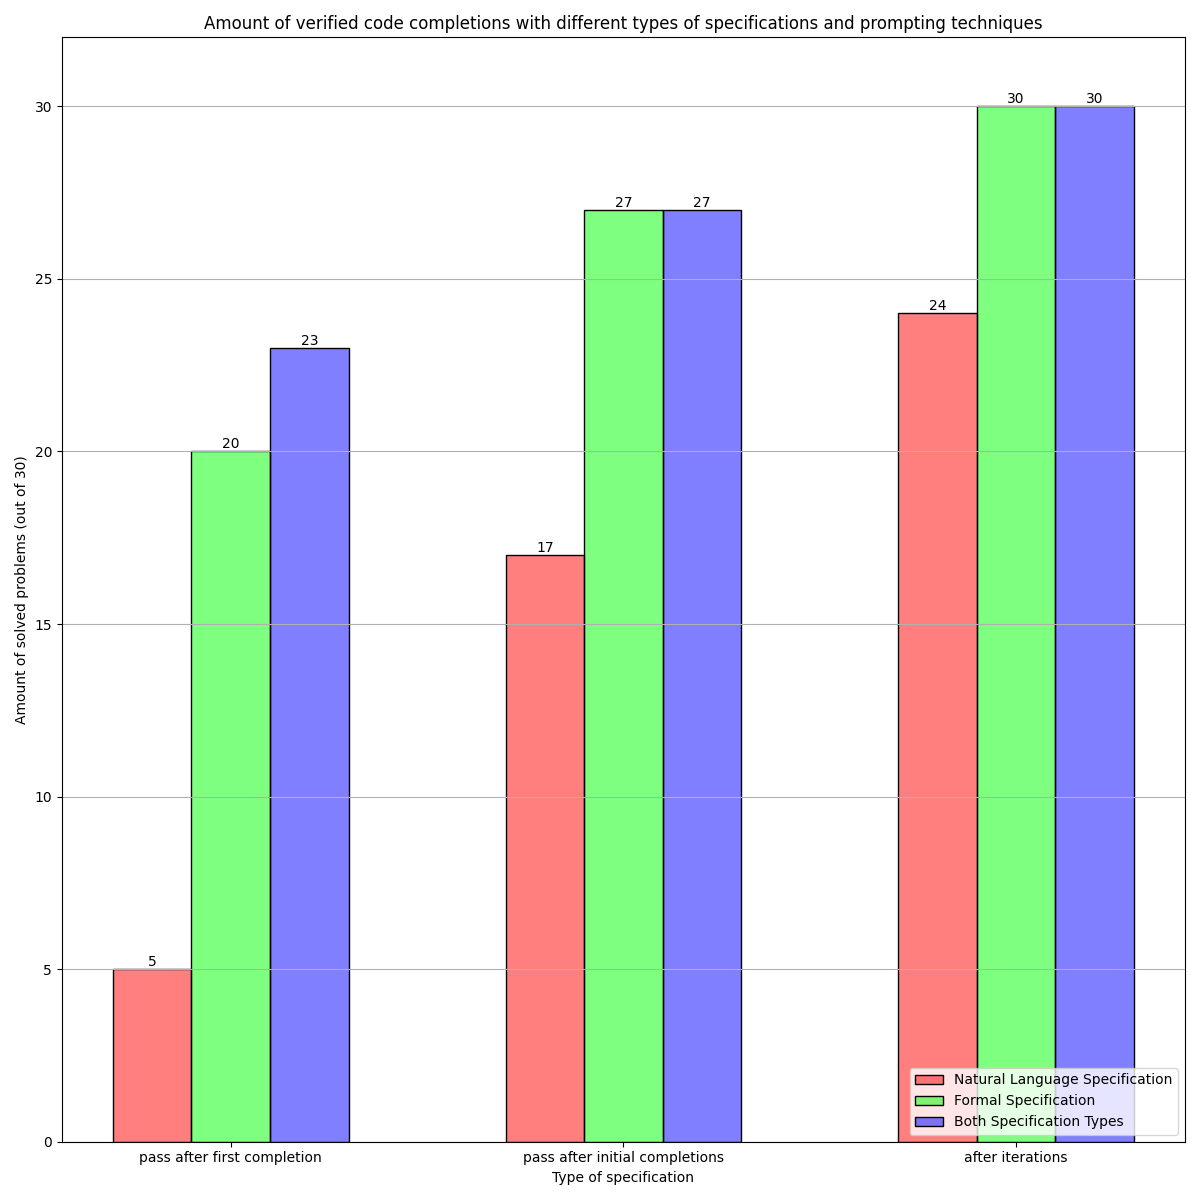 Amount of verified code completions with different types of specifications and prompting techniques
Amount of solved problems (out of 30)
30
25
20
15
10
5
0
5
20
23
17
27
27
24
30
30
Natural Language Specification
Formal Specification
Both Specification Types
pass after first completion
pass after initial completions
after iterations
Type of specification